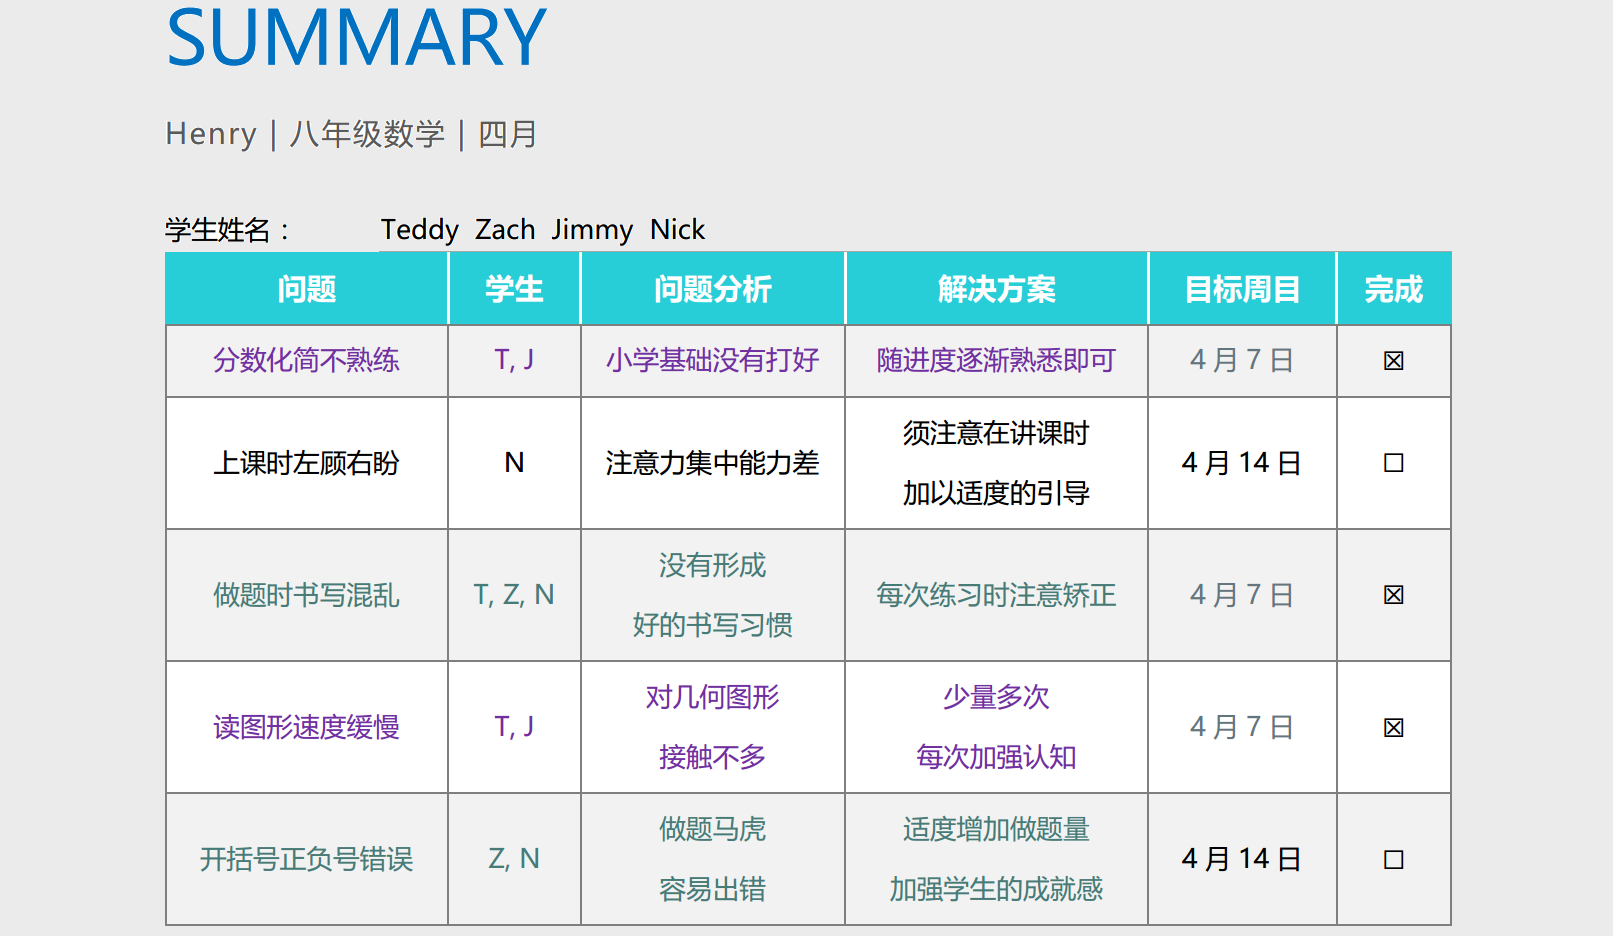 SUMMARY
Henry | 八年级数学 | 四月
学生姓名： Teddy Zach Jimmy Nick
问题 学生 问题分析 解决方案 目标周目 完成
分数化简不熟练 T, J 小学基础没有打好 随进度逐渐熟悉即可 4 月 7 日 ☒
上课时左顾右盼 N 注意力集中能力差 须注意在讲课时
加以适度的引导 4 月 14 日 ☐
做题时书写混乱 T, Z, N 没有形成
好的书写习惯 每次练习时注意矫正 4 月 7 日 ☒
读图形速度缓慢 T, J 对几何图形
接触不多 少量多次
每次加强认知 4 月 7 日 ☒
开括号正负号错误 Z, N 做题马虎
容易出错 适度增加做题量
加强学生的成就感 4 月 14 日 ☐